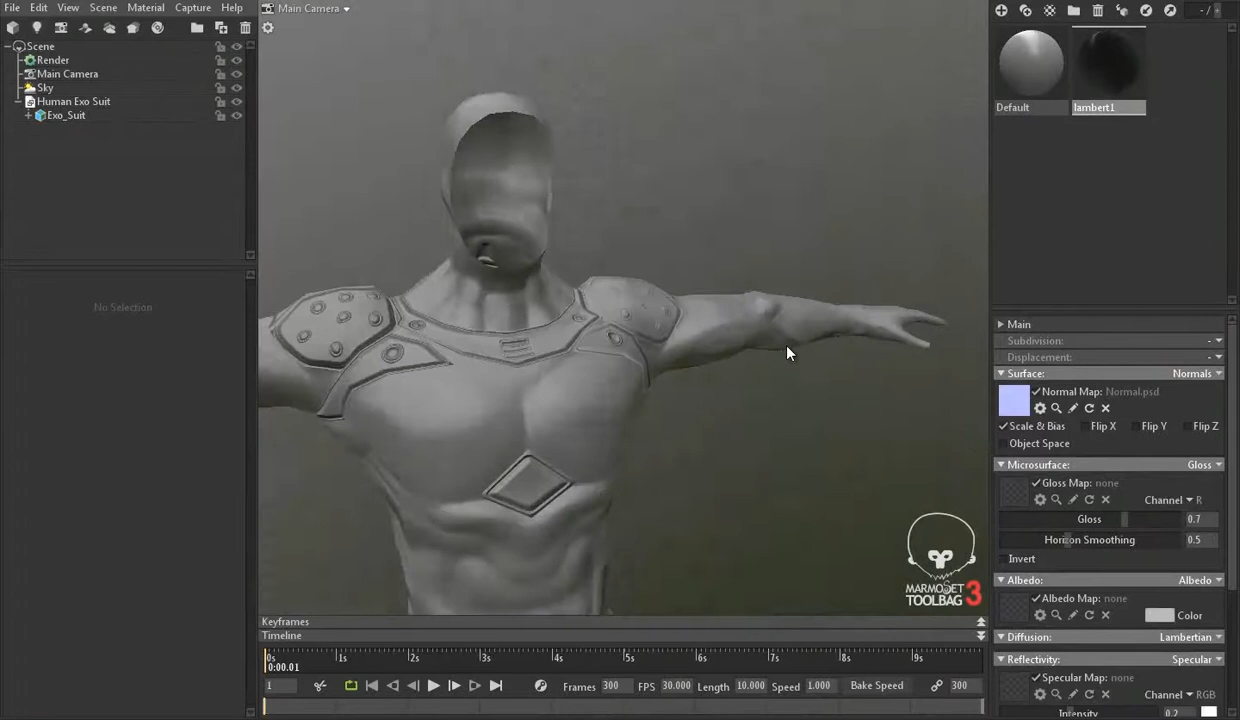 File Edit View Scene Material Capture Help
Main Camera
- /
Scene
Render
Main Camera
Sky
Human Exo Suit
Exo_Suit
No Selection
Default
lambert1
Main
Subdivision: -
Displacement: -
Surface: Normals
Normal Map: Normal.psd
Scale & Bias Flip X Flip Y Flip Z
Object Space
Microsurface: Gloss
Gloss Map: none
Channel R
Gloss 0.7
Horizon Smoothing 0.5
Invert
Albedo: Albedo
Albedo Map: none
Color
Diffusion: Lambertian
Reflectivity: Specular
Specular Map: none
Channel RGB
Intensity 0.2
MARMOSET
TOOLBAG 3
Keyframes
Timeline
0s 1s 2s 3s 4s 5s 6s 7s 8s 9s
0:00.01
1 Frames 300 FPS 30.000 Length 10.000 Speed 1.000 Bake Speed 300